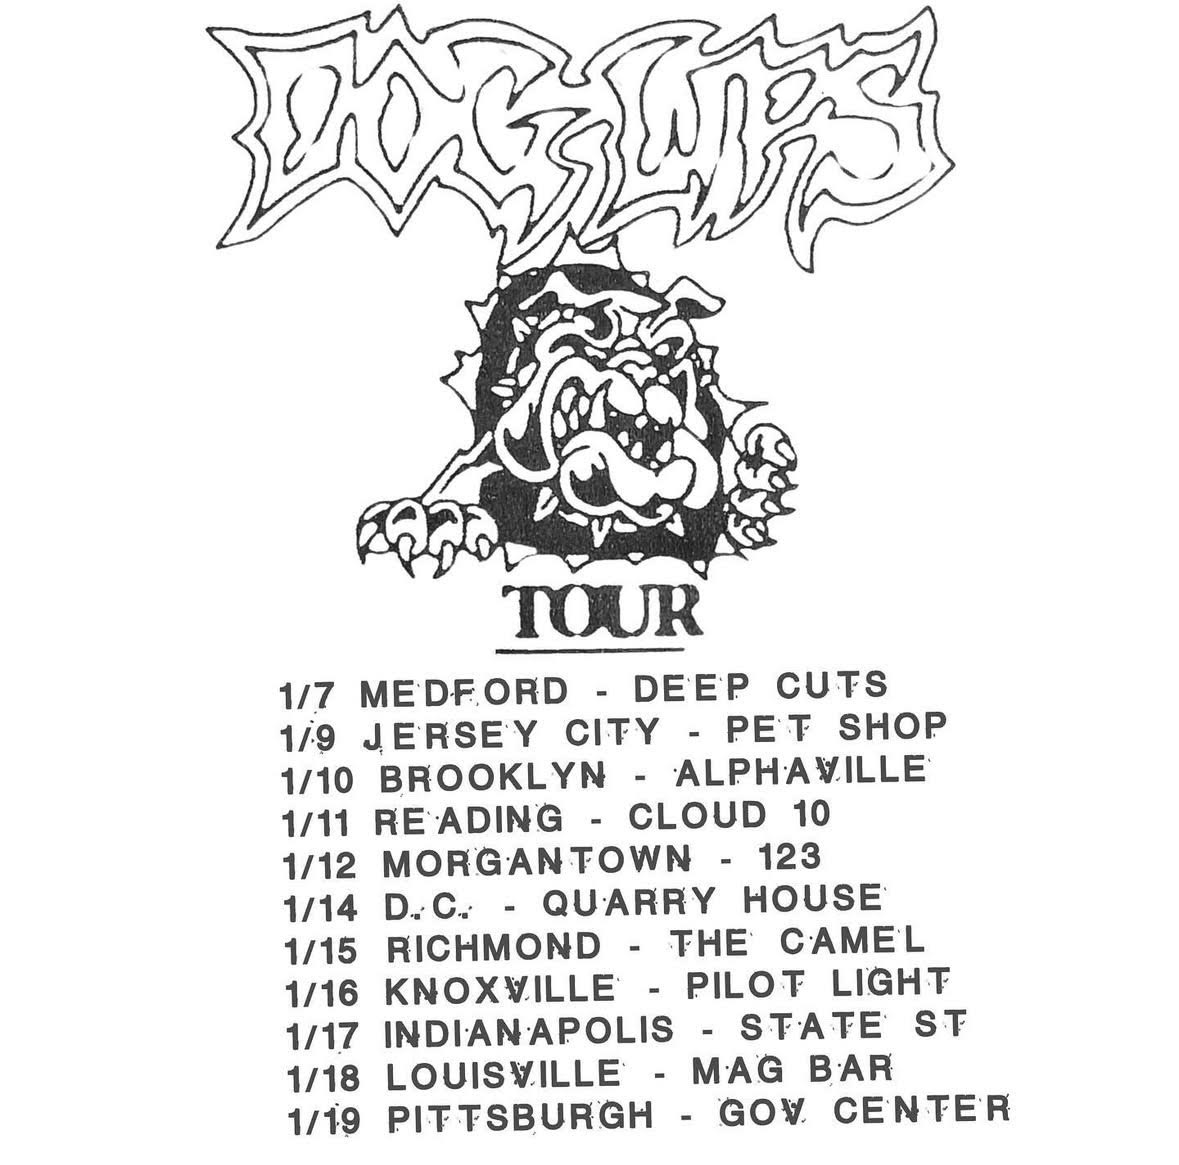 DOG LIPS
TOUR
1/7 MEDFORD - DEEP CUTS
1/9 JERSEY CITY - PET SHOP
1/10 BROOKLYN - ALPHAVILLE
1/11 READING - CLOUD 10
1/12 MORGANTOWN - 123
1/14 D.C. - QUARRY HOUSE
1/15 RICHMOND - THE CAMEL
1/16 KNOXVILLE - PILOT LIGHT
1/17 INDIANAPOLIS - STATE ST
1/18 LOUISVILLE - MAG BAR
1/19 PITTSBURGH - GOV CENTER